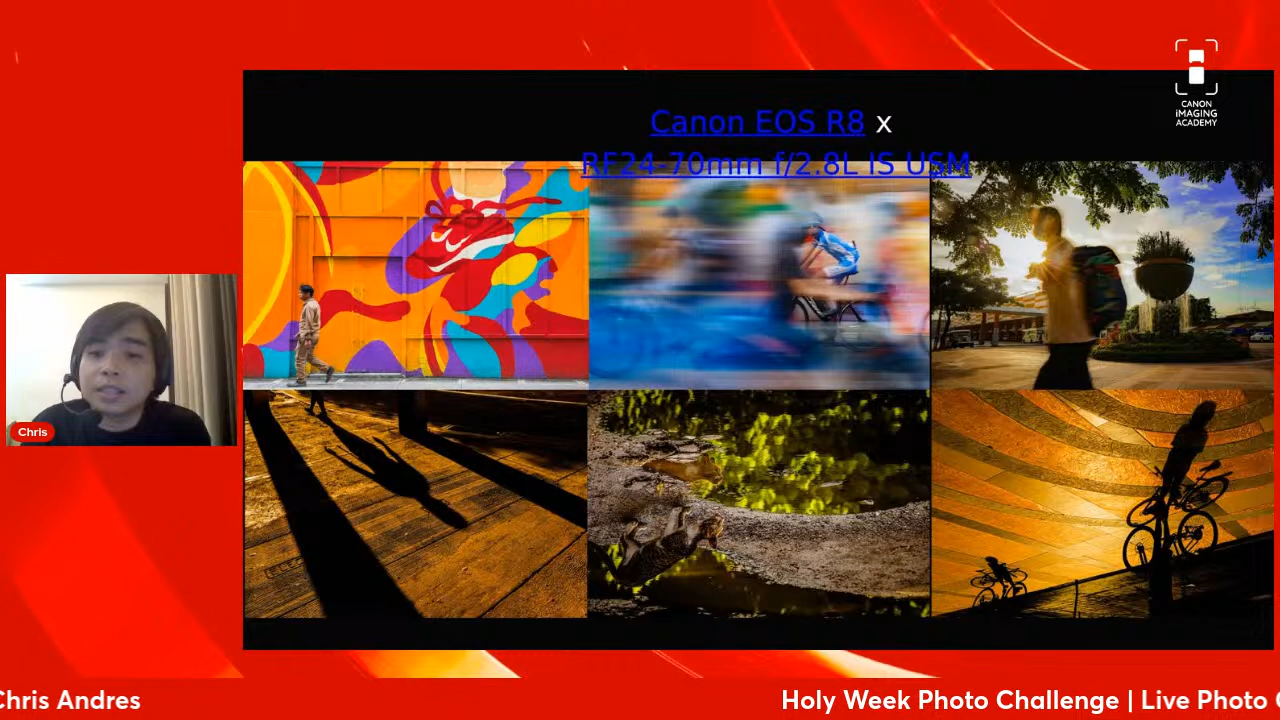 CANON
iMAGING
ACADEMY
Canon EOS R8 x
RF24-70mm f/2.8L IS USM
Chris
Chris Andres
Holy Week Photo Challenge | Live Photo